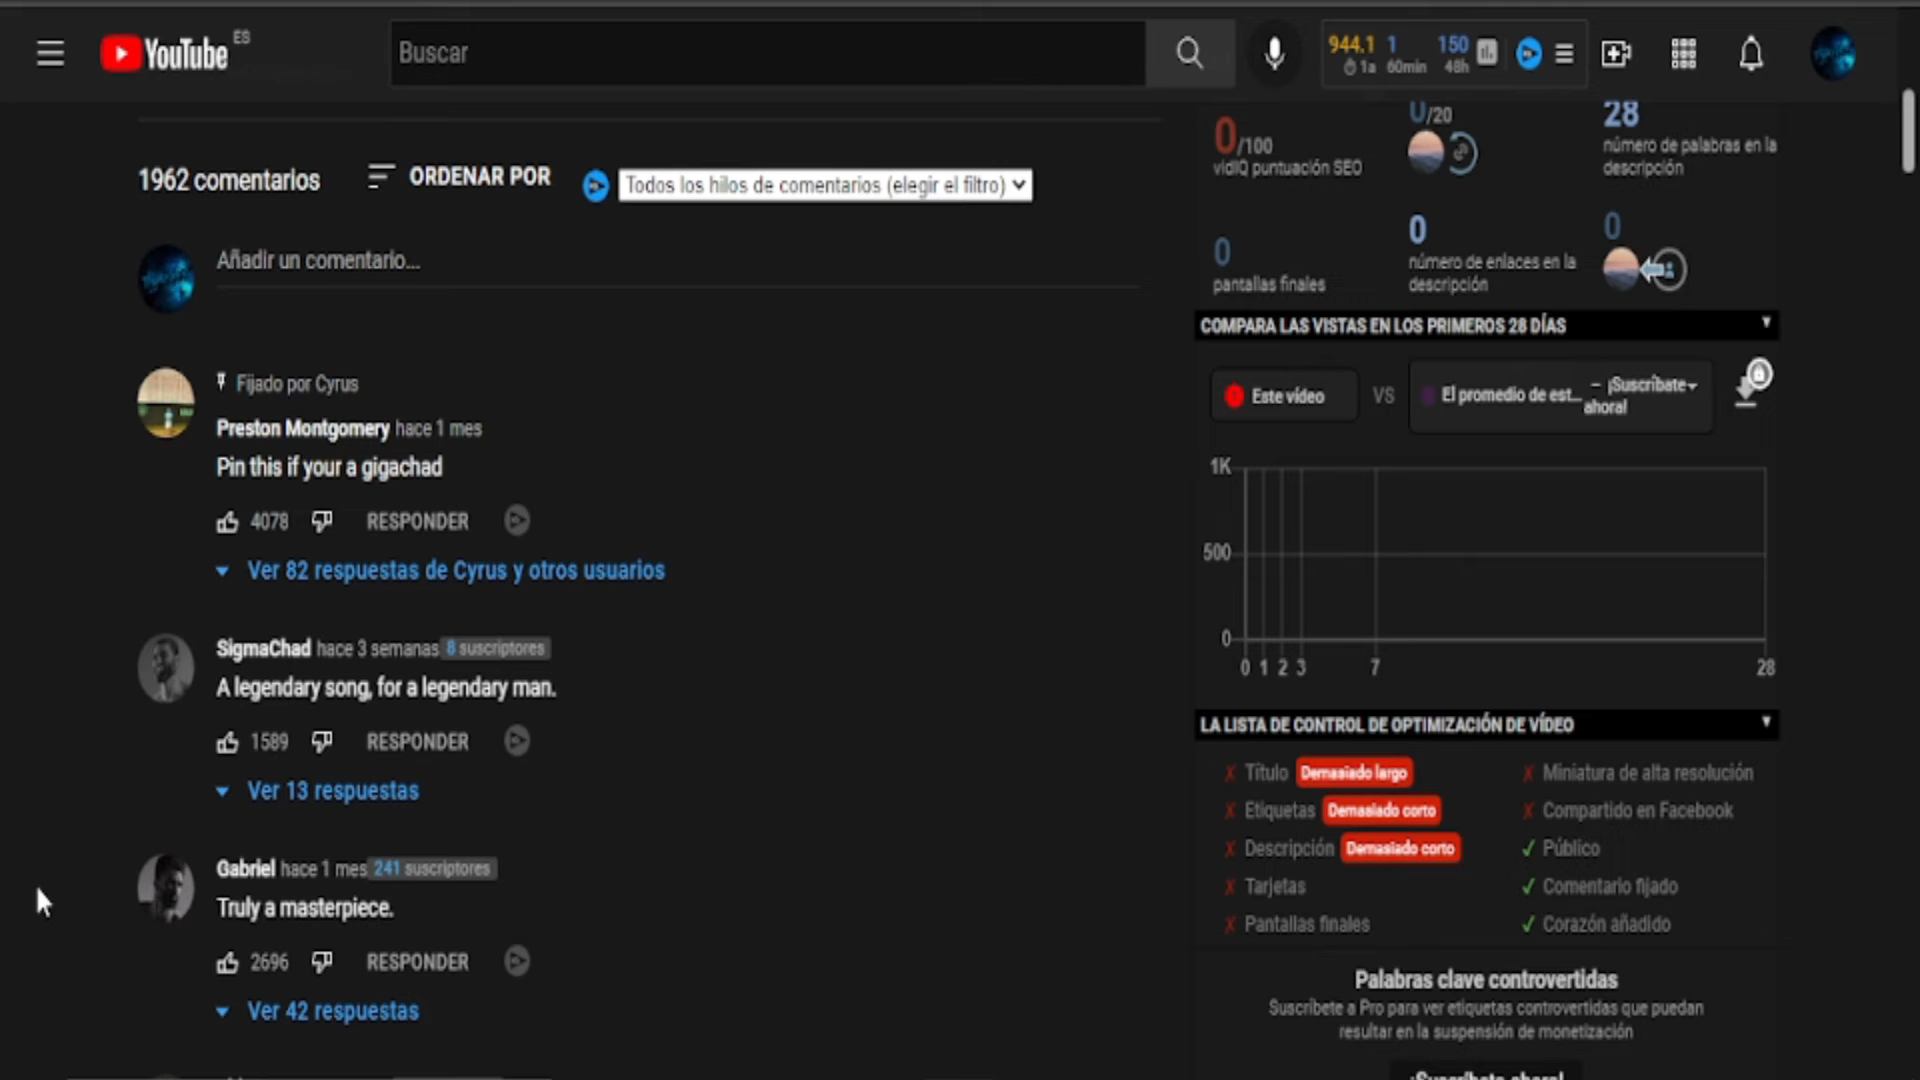 YouTube ES
Buscar
944.1 1 150
1a 60min 48h
1962 comentarios
ORDENAR POR
Todos los hilos de comentarios (elegir el filtro)
Añadir un comentario...
Fijado por Cyrus
Preston Montgomery hace 1 mes
Pin this if your a gigachad
4078 RESPONDER
Ver 82 respuestas de Cyrus y otros usuarios
SigmaChad hace 3 semanas 8 suscriptores
A legendary song, for a legendary man.
1589 RESPONDER
Ver 13 respuestas
Gabriel hace 1 mes 241 suscriptores
Truly a masterpiece.
2696 RESPONDER
Ver 42 respuestas
0/100
vidIQ puntuación SEO
0/20
28
número de palabras en la
descripción
0
pantallas finales
0
número de enlaces en la
descripción
0
COMPARA LAS VISTAS EN LOS PRIMEROS 28 DÍAS
Este vídeo VS El promedio de est... – ¡Suscríbate
ahora!
1K
500
0
0 1 2 3 7 28
LA LISTA DE CONTROL DE OPTIMIZACIÓN DE VÍDEO
Título Demasiado largo
Etiquetas Demasiado corto
Descripción Demasiado corto
Tarjetas
Pantallas finales
Miniatura de alta resolución
Compartido en Facebook
Público
Comentario fijado
Corazón añadido
Palabras clave controvertidas
Suscríbete a Pro para ver etiquetas controvertidas que puedan
resultar en la suspensión de monetización